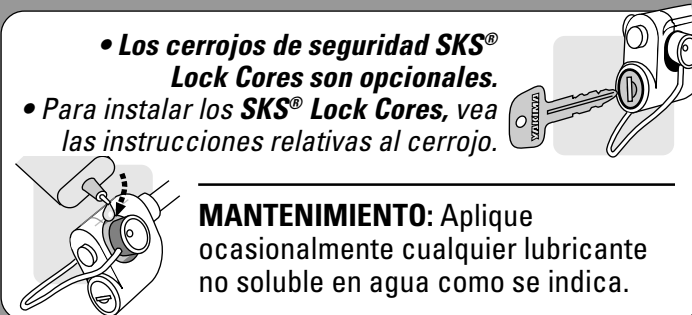 • Los cerrojos de seguridad SKS®
Lock Cores son opcionales.
• Para instalar los SKS® Lock Cores, vea
las instrucciones relativas al cerrojo.
YAKIMA
MANTENIMIENTO: Aplique
ocasionalmente cualquier lubricante
no soluble en agua como se indica.